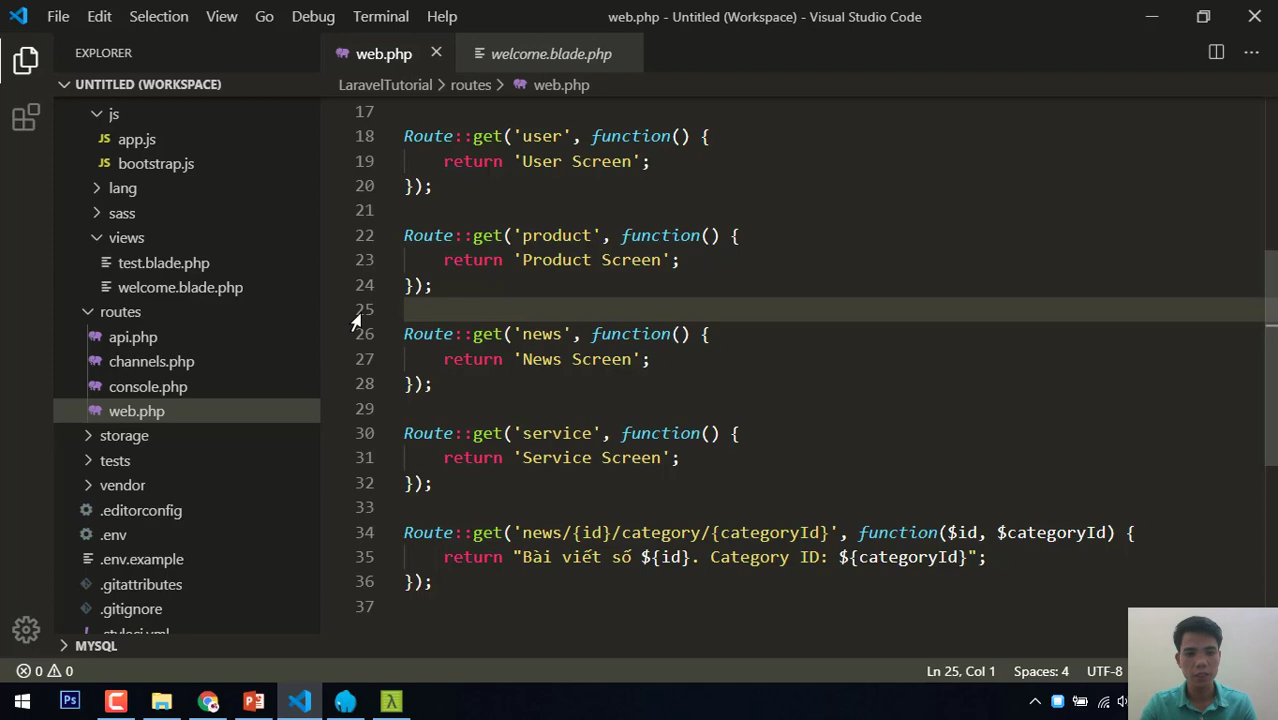 File Edit Selection View Go Debug Terminal Help web.php - Untitled (Workspace) - Visual Studio Code
EXPLORER
web.php
welcome.blade.php
UNTITLED (WORKSPACE)
LaravelTutorial > routes > web.php
js
JS app.js
JS bootstrap.js
lang
sass
views
test.blade.php
welcome.blade.php
routes
api.php
channels.php
console.php
web.php
storage
tests
vendor
.editorconfig
.env
.env.example
.gitattributes
.gitignore
.styleci.yml
MYSQL
17
18 Route::get('user', function() {
19 return 'User Screen';
20 });
21
22 Route::get('product', function() {
23 return 'Product Screen';
24 });
25
26 Route::get('news', function() {
27 return 'News Screen';
28 });
29
30 Route::get('service', function() {
31 return 'Service Screen';
32 });
33
34 Route::get('news/{id}/category/{categoryId}', function($id, $categoryId) {
35 return "Bài viết số ${id}. Category ID: ${categoryId}";
36 });
37
0 0
Ln 25, Col 1 Spaces: 4 UTF-8
Ps